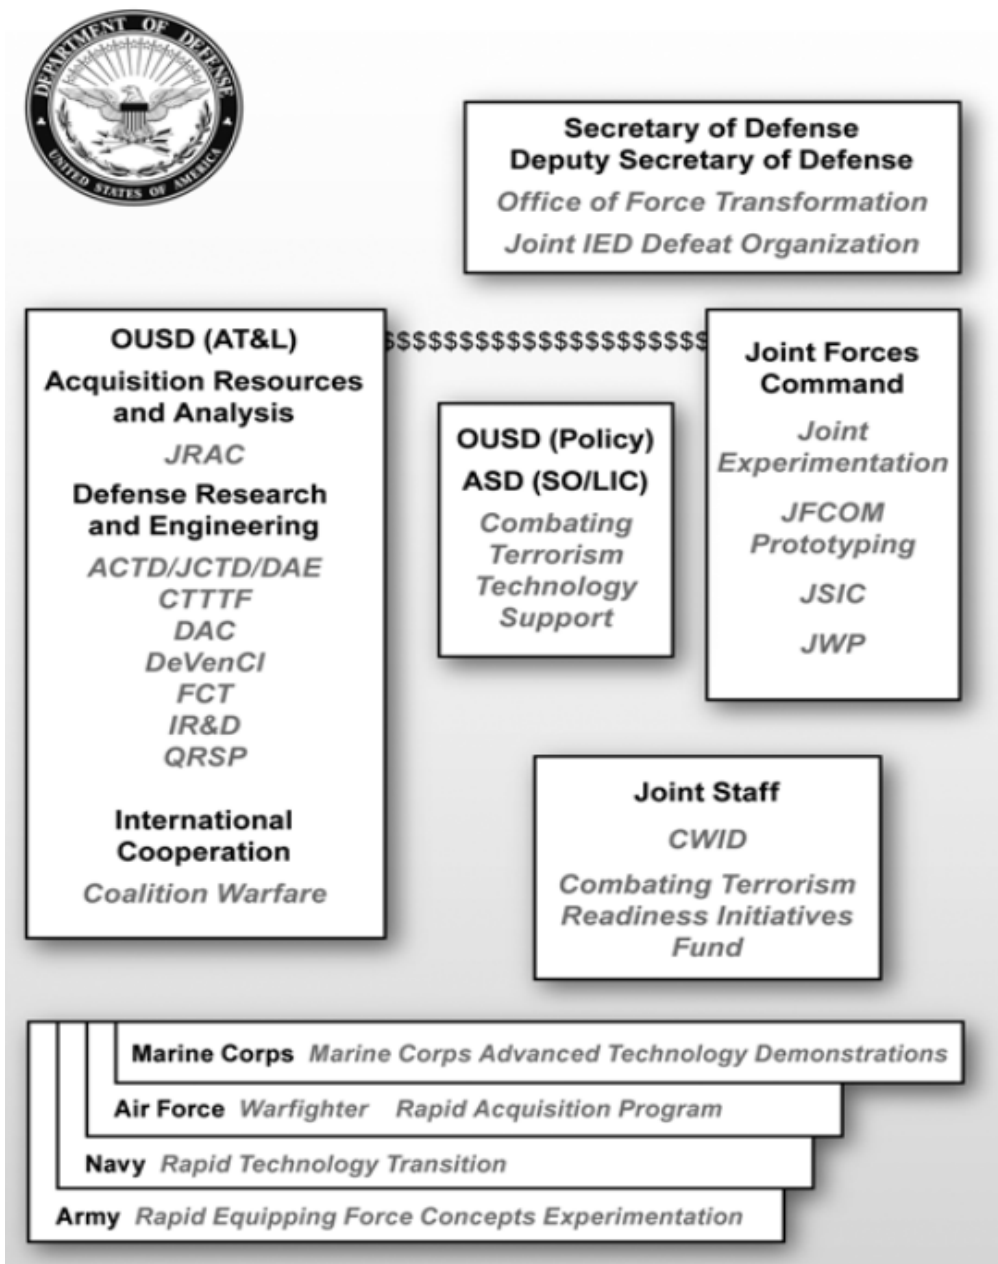 DEPARTMENT OF DEFENSE
UNITED STATES OF AMERICA
Secretary of Defense
Deputy Secretary of Defense
Office of Force Transformation
Joint IED Defeat Organization
OUSD (AT&L)
Acquisition Resources
and Analysis
JRAC
Defense Research
and Engineering
ACTD/JCTD/DAE
CTTTF
DAC
DeVenCI
FCT
IR&D
QRSP
International
Cooperation
Coalition Warfare
$$$$$$$$$$$$$$$$$$$$$
OUSD (Policy)
ASD (SO/LIC)
Combating
Terrorism
Technology
Support
Joint Forces
Command
Joint
Experimentation
JFCOM
Prototyping
JSIC
JWP
Joint Staff
CWID
Combating Terrorism
Readiness Initiatives
Fund
Marine Corps Marine Corps Advanced Technology Demonstrations
Air Force Warfighter Rapid Acquisition Program
Navy Rapid Technology Transition
Army Rapid Equipping Force Concepts Experimentation